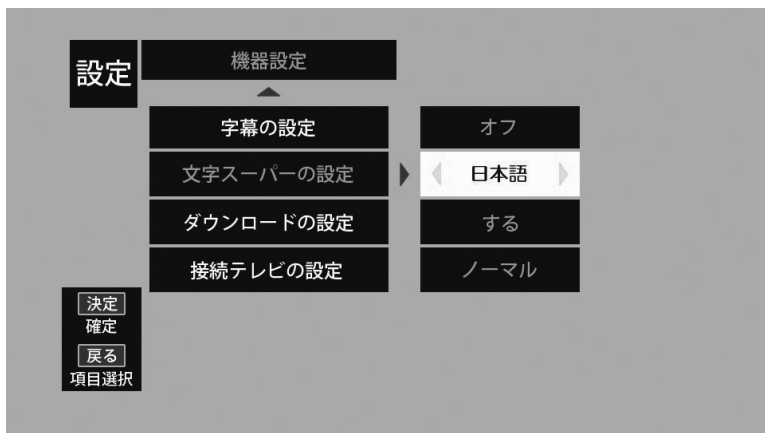 設定
機器設定
字幕の設定
オフ
文字スーパーの設定
日本語
ダウンロードの設定
する
接続テレビの設定
ノーマル
決定
確定
戻る
項目選択